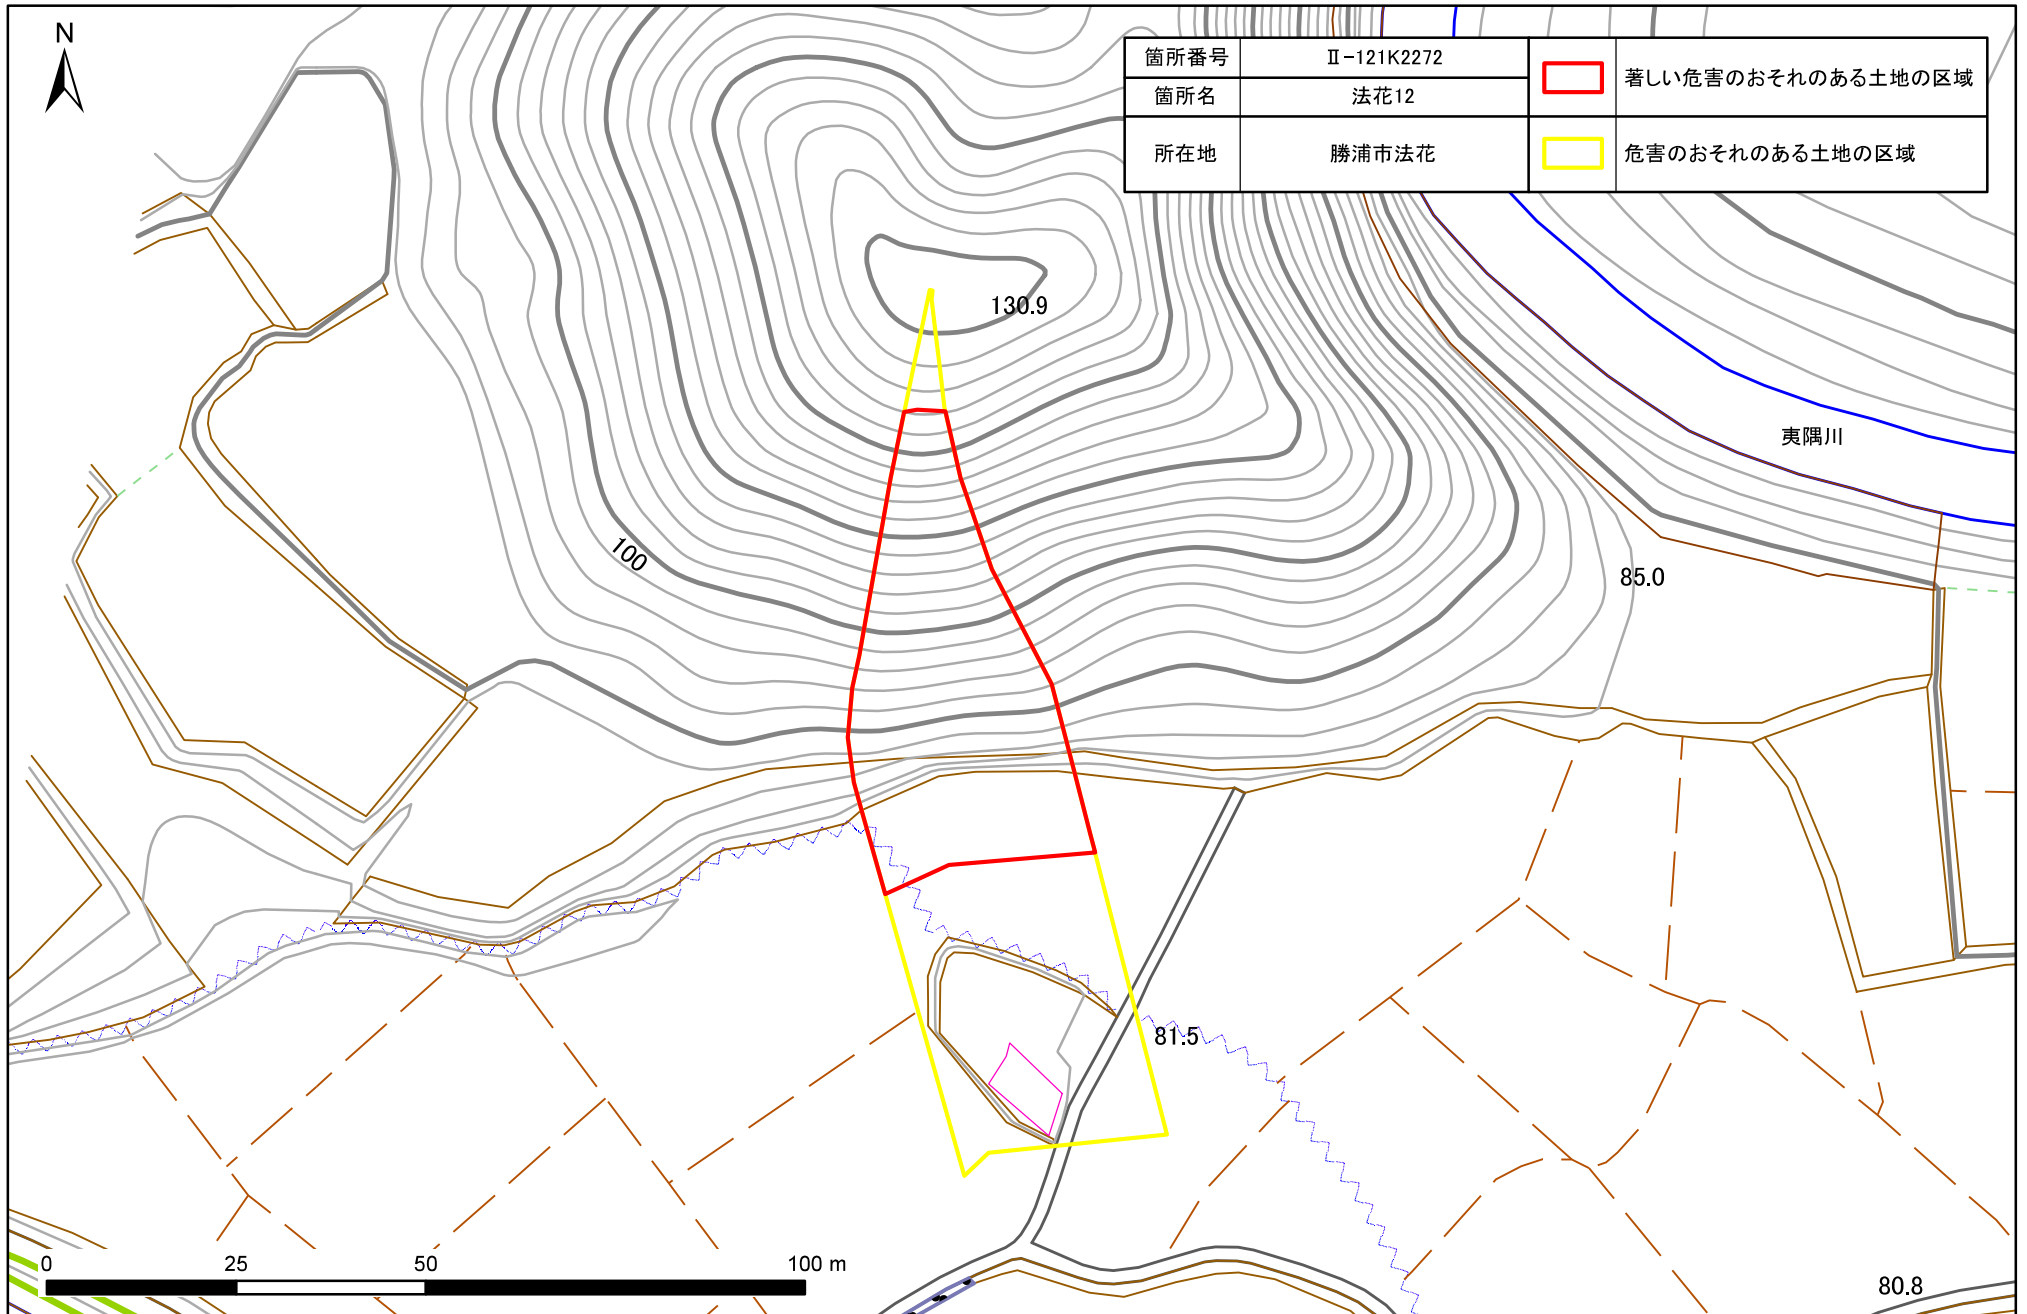 N
箇所番号 Ⅱ-121K2272
著しい危害のおそれのある土地の区域
箇所名 法花12
所在地 勝浦市法花
危害のおそれのある土地の区域
130.9
夷隅川
100
85.0
81.5
0 25 50 100 m
80.8